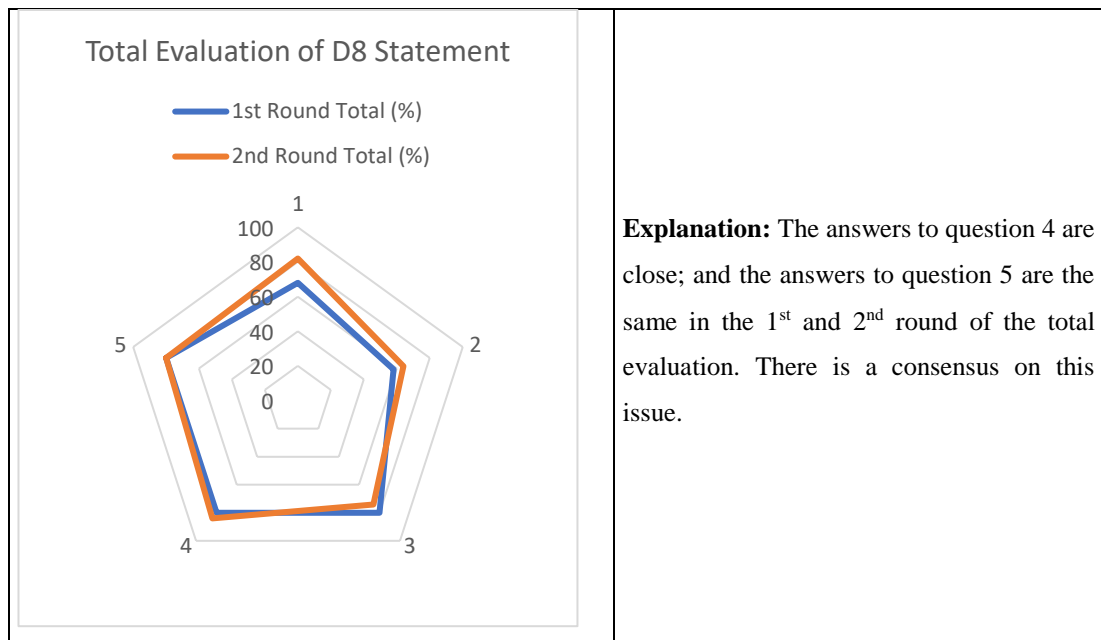 Total Evaluation of D8 Statement
1st Round Total (%)
2nd Round Total (%)
1
100
80
60
40
20
0
2
3
4
5
Explanation: The answers to question 4 are
close; and the answers to question 5 are the
same in the 1st and 2nd round of the total
evaluation. There is a consensus on this
issue.